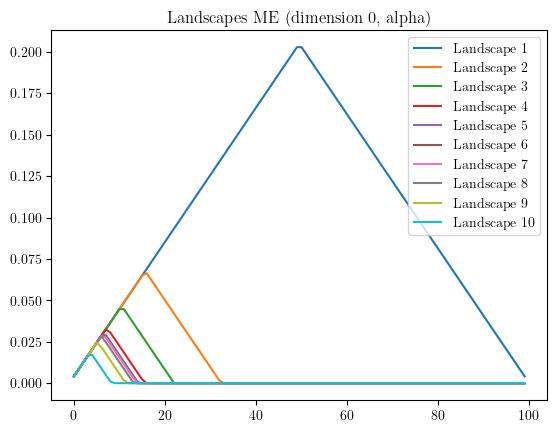 Landscapes ME (dimension 0, alpha)
0.200
0.175
0.150
0.125
0.100
0.075
0.050
0.025
0.000
Landscape 1
Landscape 2
Landscape 3
Landscape 4
Landscape 5
Landscape 6
Landscape 7
Landscape 8
Landscape 9
Landscape 10
0 20 40 60 80 100